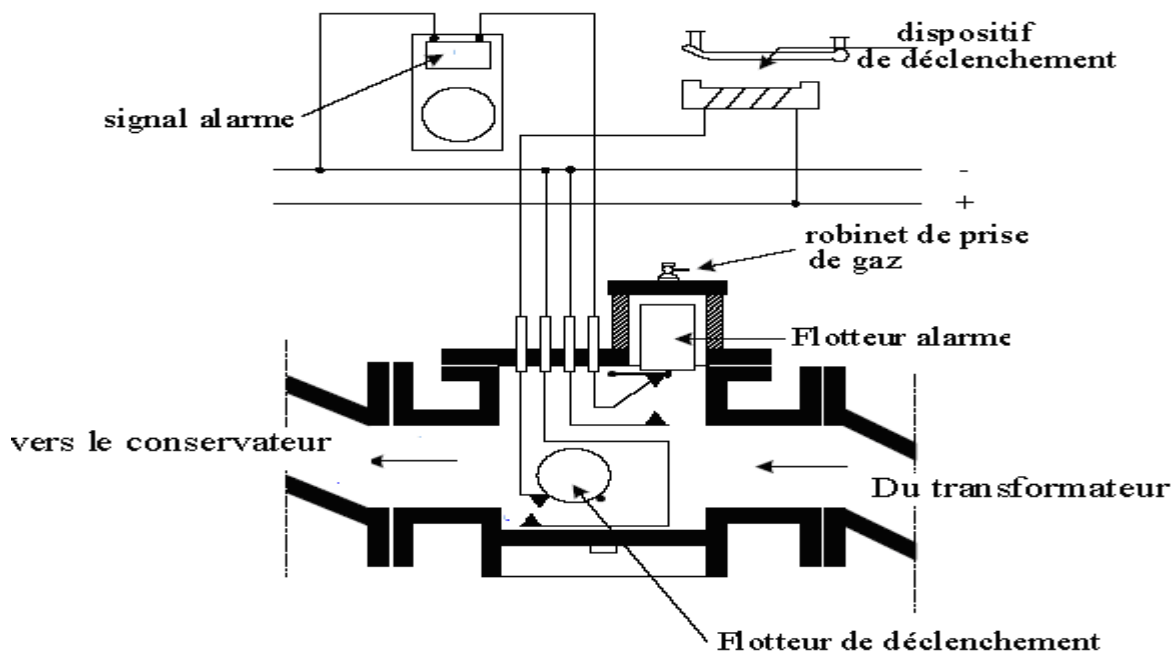 dispositif
de déclenchement
signal alarme
-
+
robinet de prise
de gaz
Flotteur alarme
vers le conservateur
Du transformateur
Flotteur de déclenchement